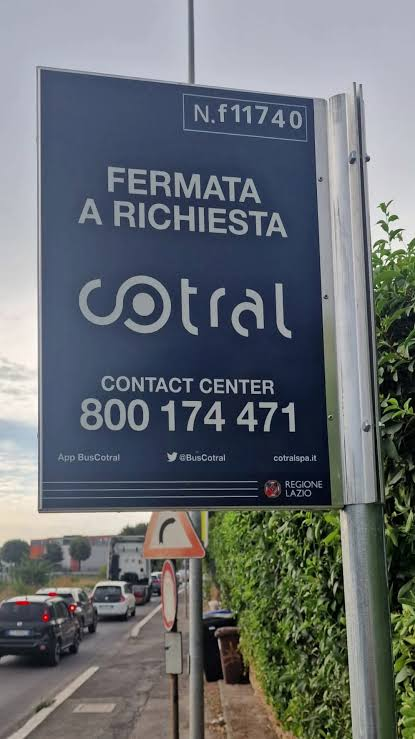 N.f11740
FERMATA
A RICHIESTA
cotral
CONTACT CENTER
800 174 471
App BusCotral @BusCotral cotralspa.it
REGIONE
LAZIO